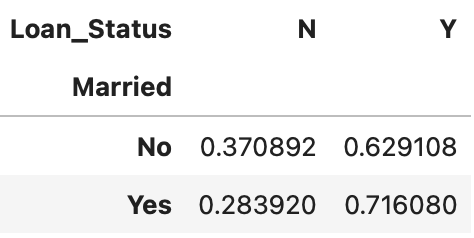 Loan_Status N Y
Married
No 0.370892 0.629108
Yes 0.283920 0.716080